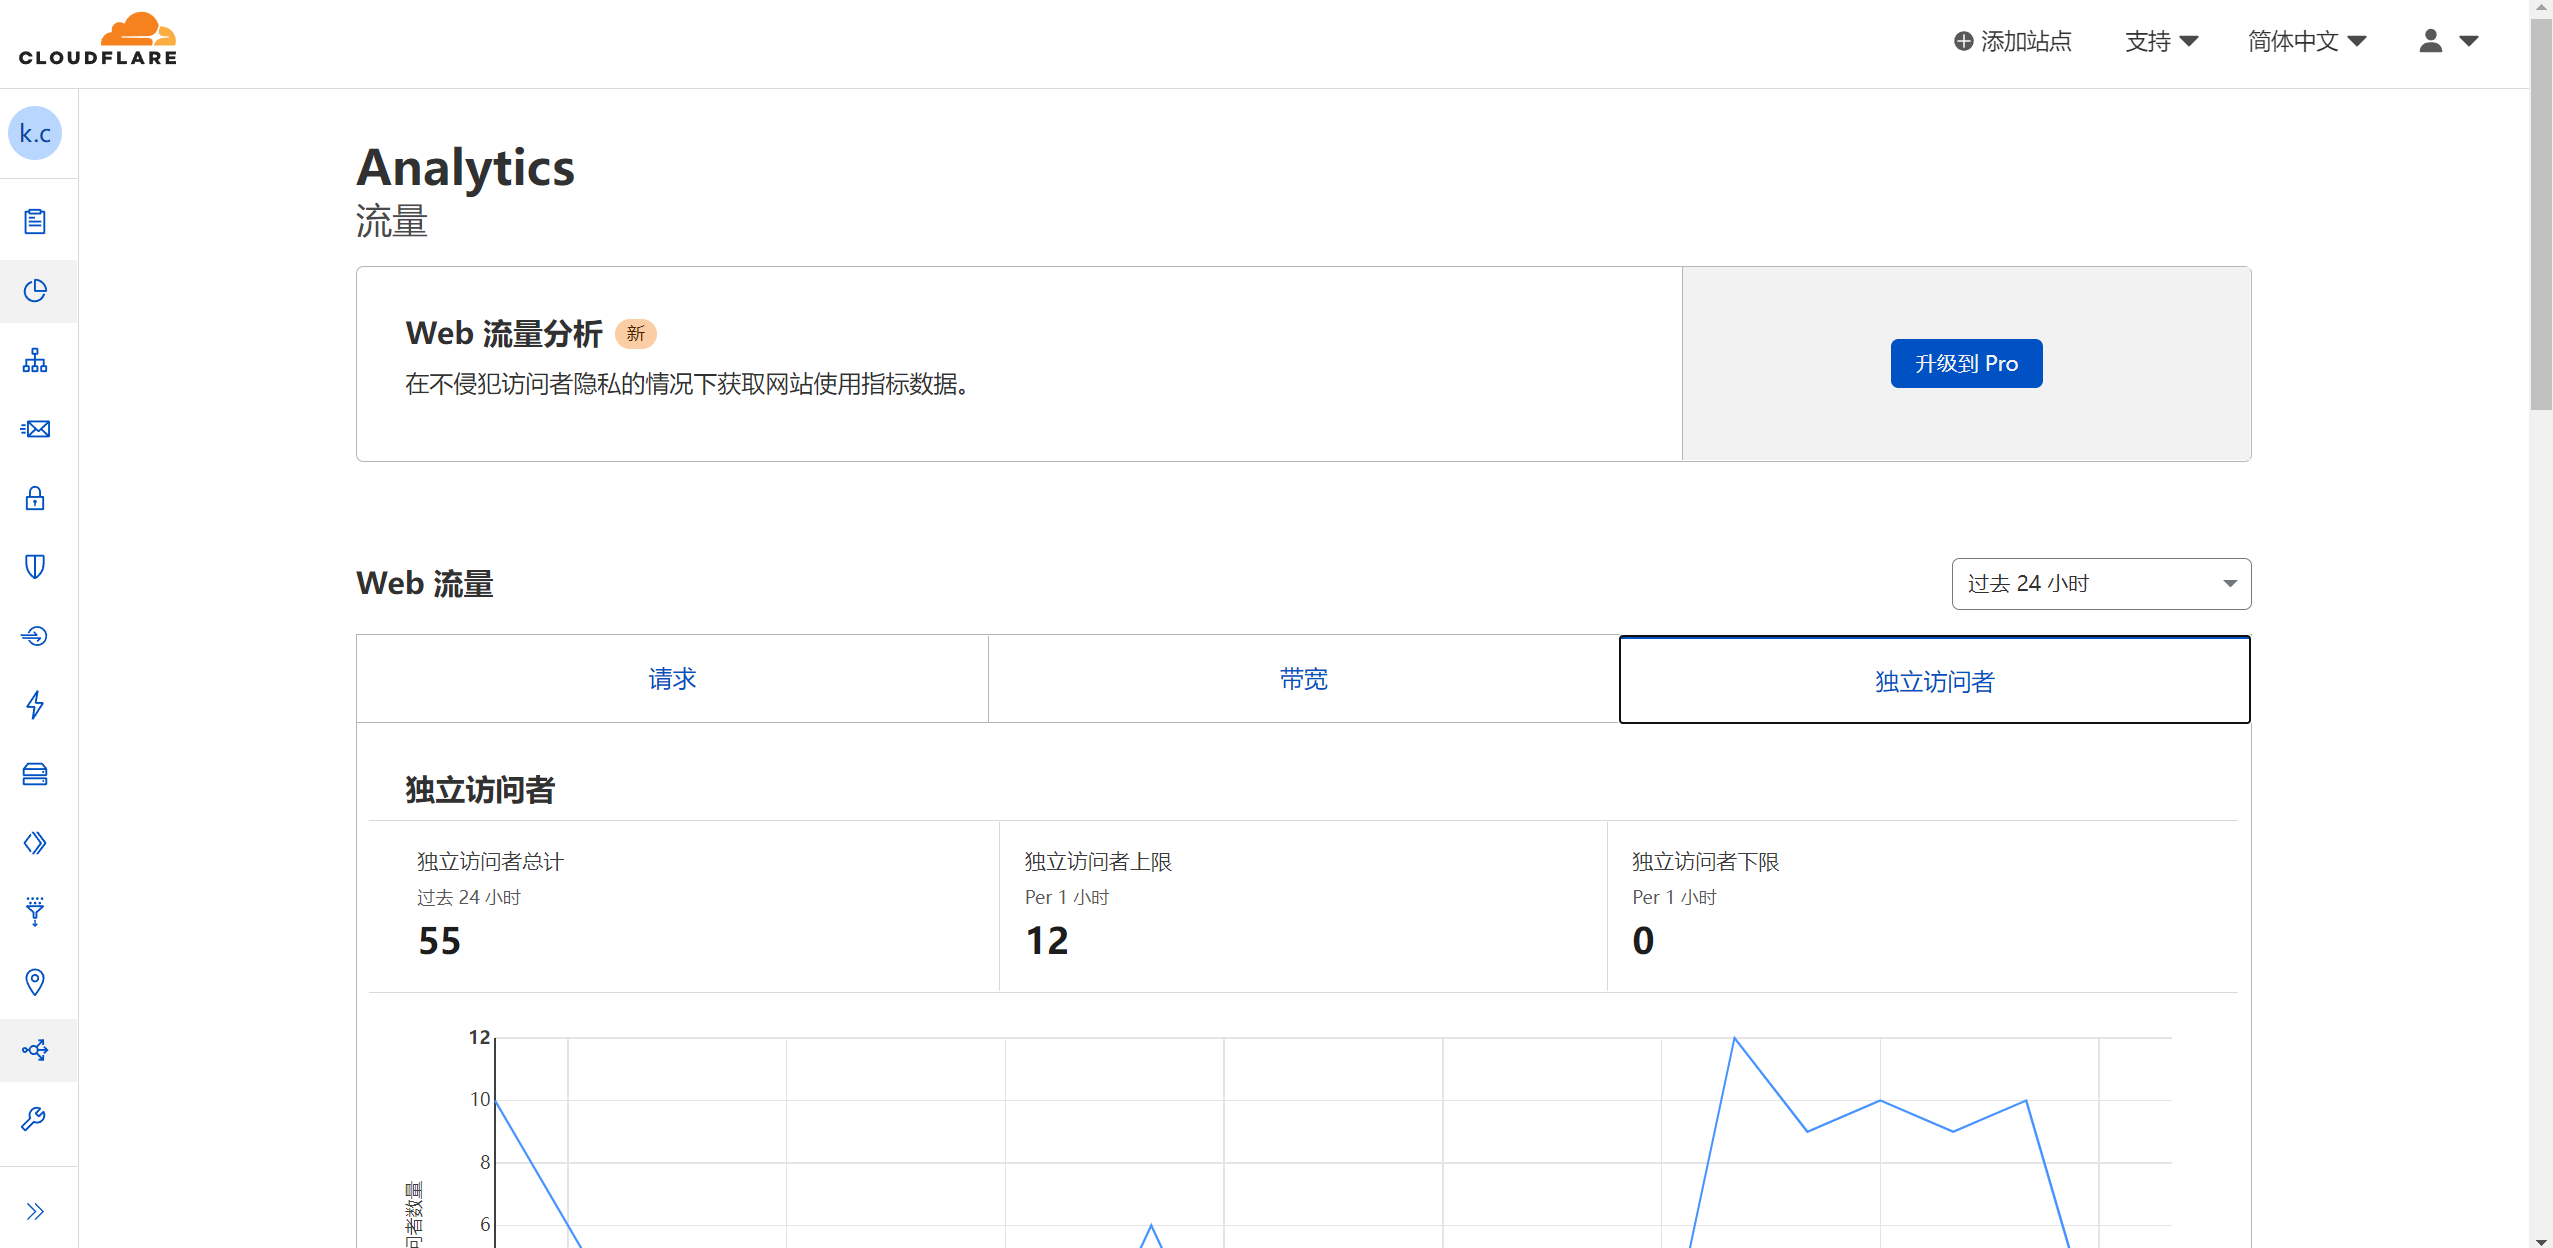 CLOUDFLARE
添加站点
支持
简体中文
k.c
Analytics
流量
Web 流量分析 新
在不侵犯访问者隐私的情况下获取网站使用指标数据。
升级到 Pro
Web 流量
过去 24 小时
请求
带宽
独立访问者
独立访问者
独立访问者总计
过去 24 小时
55
独立访问者上限
Per 1 小时
12
独立访问者下限
Per 1 小时
0
12
10
8
6
问者数量